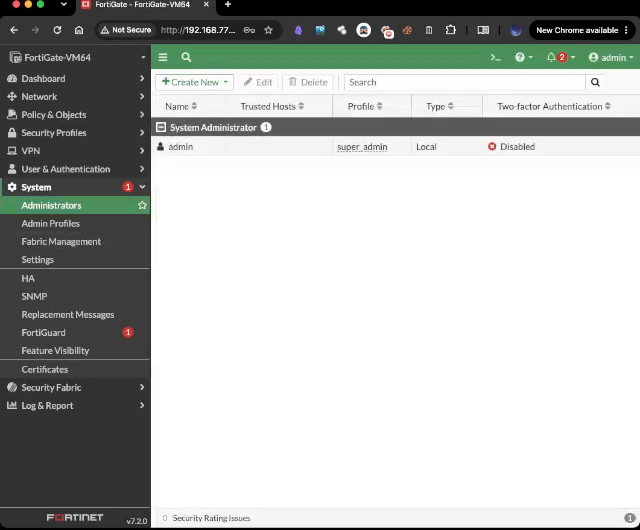 FortiGate - FortiGate-VM64
Not Secure http://192.168.77...
New Chrome available
FortiGate-VM64
2 admin
Dashboard
Network
Policy & Objects
Security Profiles
VPN
User & Authentication
System 1
Administrators
Admin Profiles
Fabric Management
Settings
HA
SNMP
Replacement Messages
FortiGuard 1
Feature Visibility
Certificates
Security Fabric
Log & Report
FORTINET v7.2.0
Create New Edit Delete Search
Name Trusted Hosts Profile Type Two-factor Authentication
System Administrator 1
admin super_admin Local Disabled
0 Security Rating Issues 1